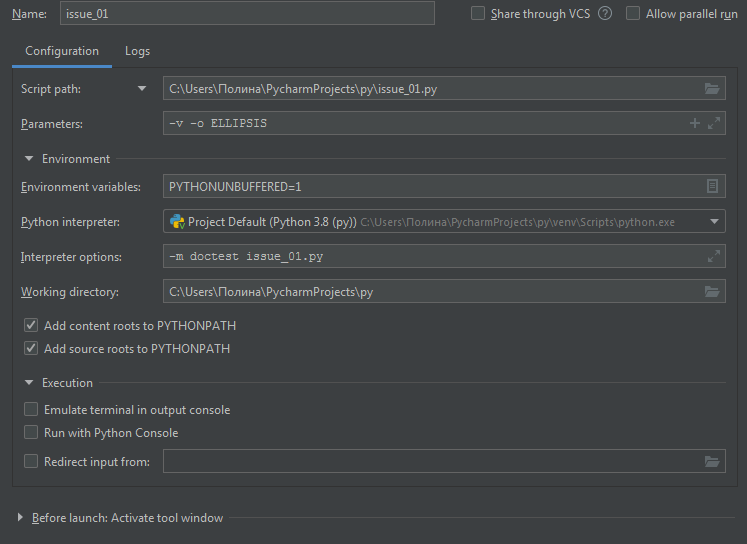 Name: issue_01 Share through VCS ? Allow parallel run
Configuration Logs
Script path: C:\Users\Полина\PycharmProjects\py\issue_01.py
Parameters: -v -o ELLIPSIS
Environment
Environment variables: PYTHONUNBUFFERED=1
Python interpreter: Project Default (Python 3.8 (py)) C:\Users\Полина\PycharmProjects\py\venv\Scripts\python.exe
Interpreter options: -m doctest issue_01.py
Working directory: C:\Users\Полина\PycharmProjects\py
Add content roots to PYTHONPATH
Add source roots to PYTHONPATH
Execution
Emulate terminal in output console
Run with Python Console
Redirect input from:
Before launch: Activate tool window